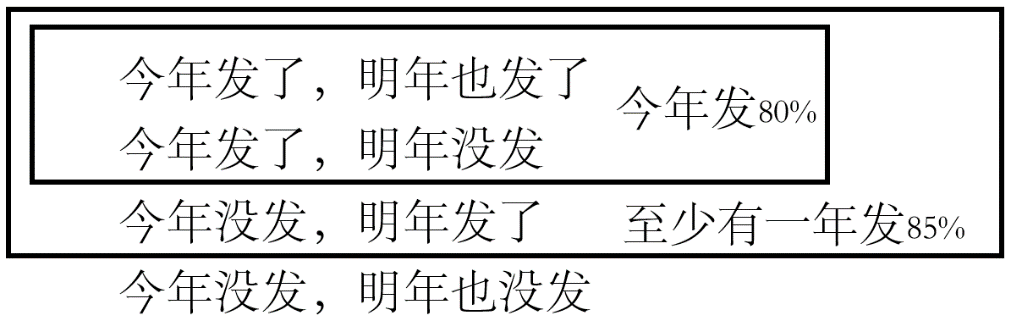 今年发了，明年也发了
今年发80%
今年发了，明年没发
今年没发，明年发了
至少有一年发85%
今年没发，明年也没发